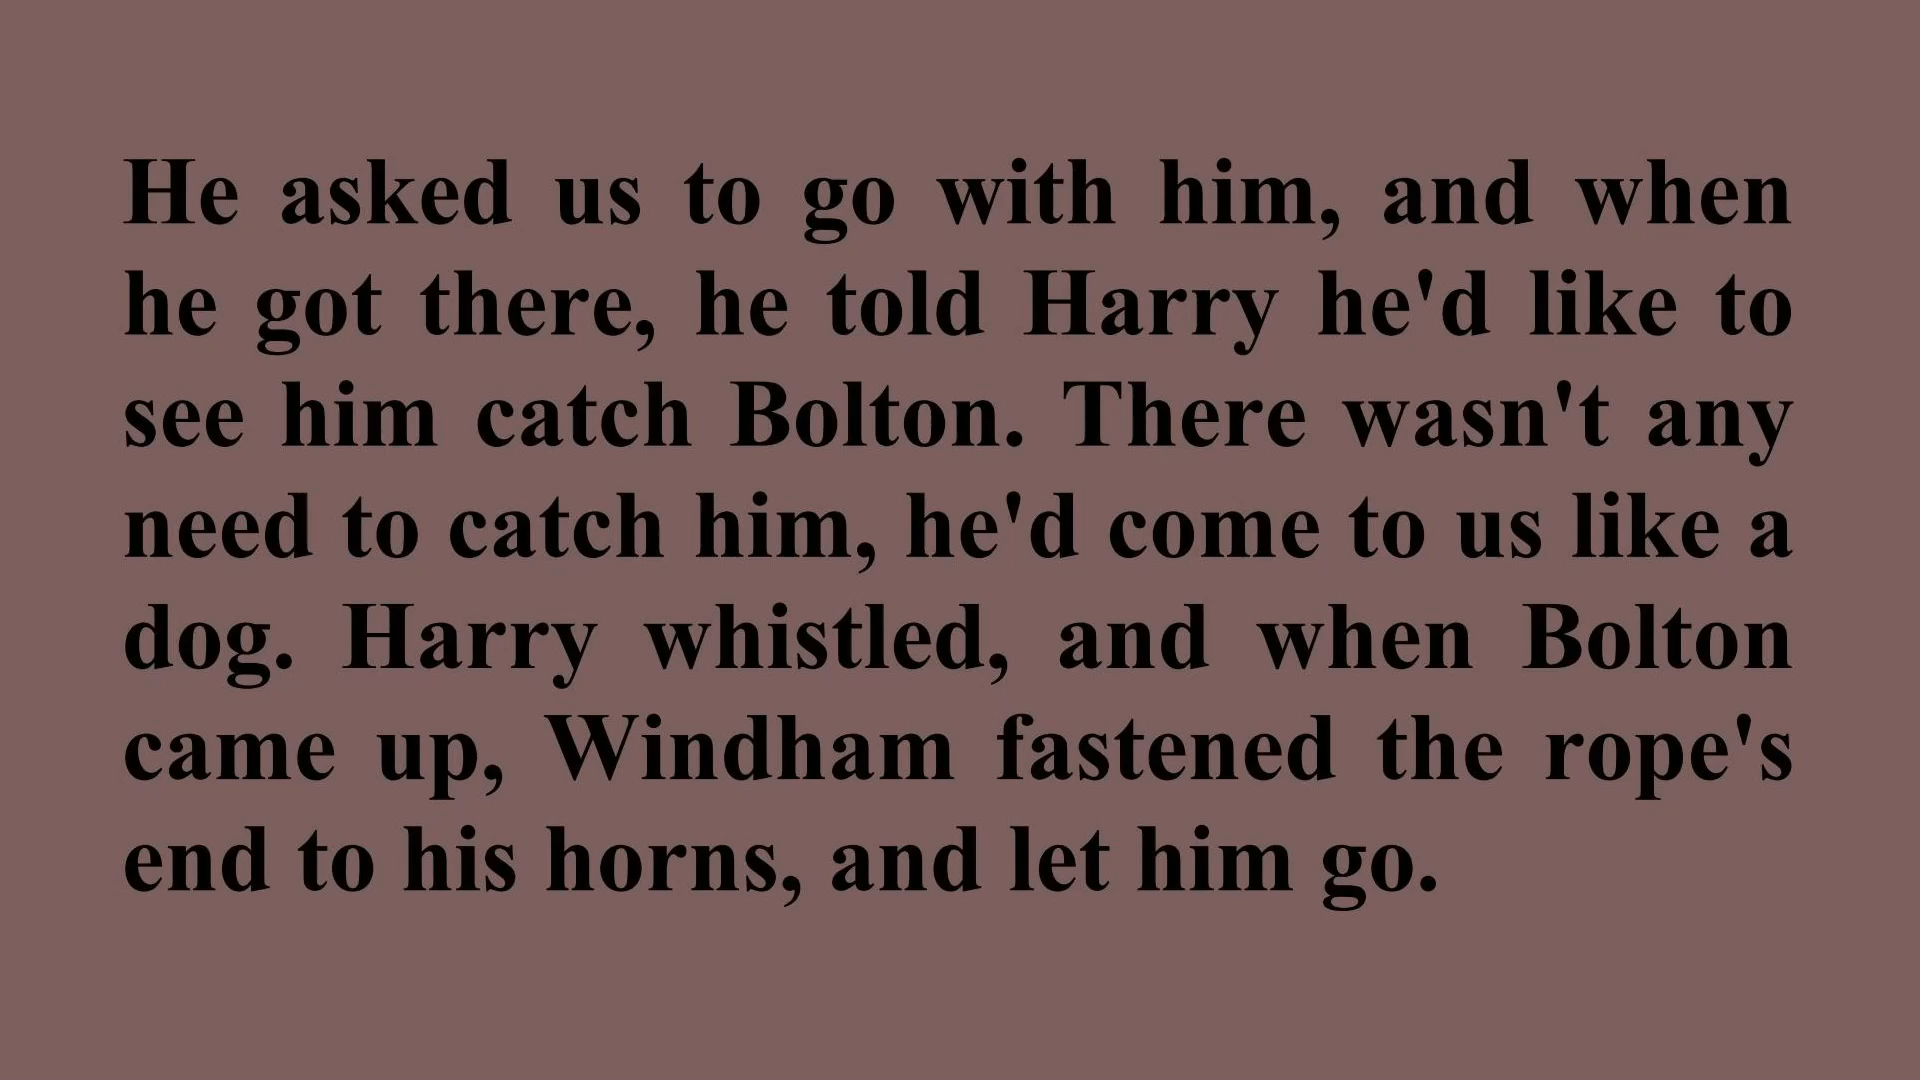 He asked us to go with him, and when
he got there, he told Harry he'd like to
see him catch Bolton. There wasn't any
need to catch him, he'd come to us like a
dog. Harry whistled, and when Bolton
came up, Windham fastened the rope's
end to his horns, and let him go.